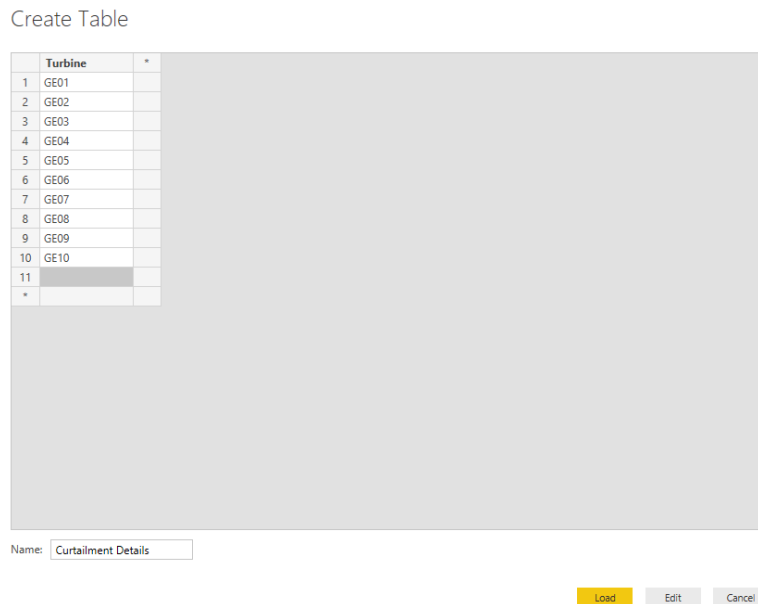 Create Table
Turbine *
1 GE01
2 GE02
3 GE03
4 GE04
5 GE05
6 GE06
7 GE07
8 GE08
9 GE09
10 GE10
11
*
Name: Curtailment Details
Load Edit Cancel